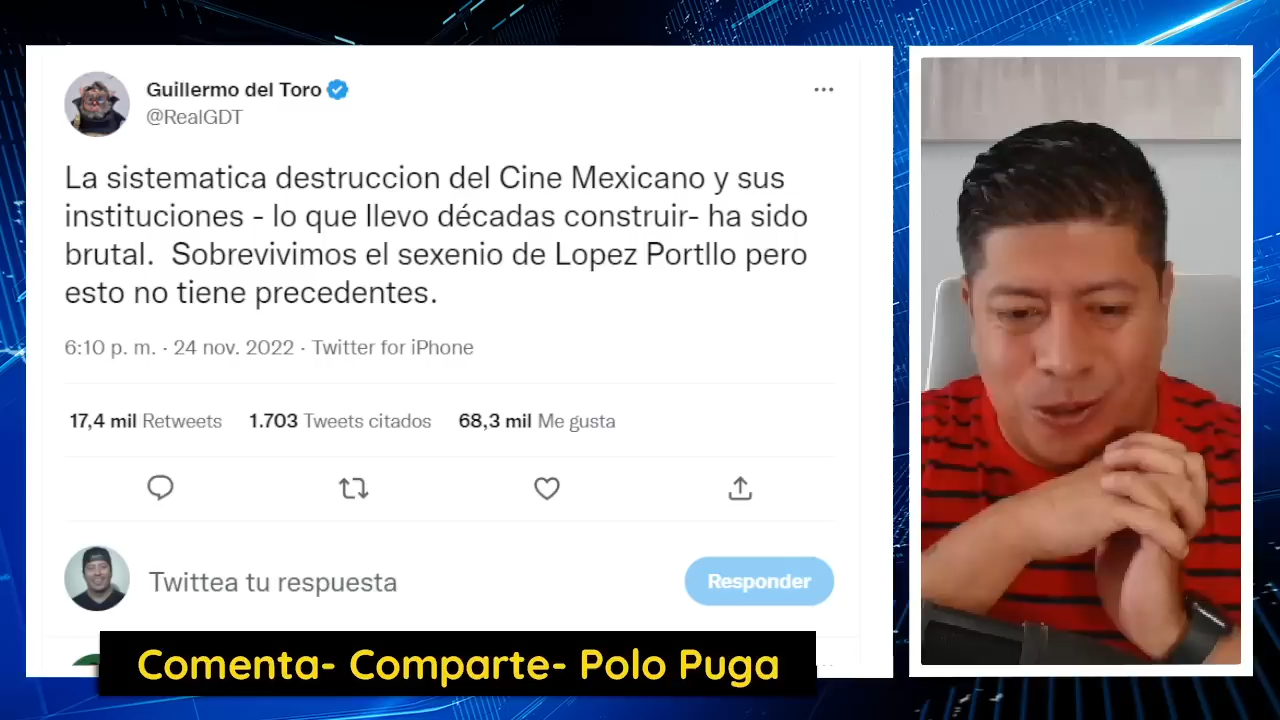 Guillermo del Toro
@RealGDT
La sistematica destruccion del Cine Mexicano y sus
instituciones - lo que llevo décadas construir- ha sido
brutal.  Sobrevivimos el sexenio de Lopez Portllo pero
esto no tiene precedentes.
6:10 p. m. · 24 nov. 2022 · Twitter for iPhone
17,4 mil Retweets 1.703 Tweets citados 68,3 mil Me gusta
Twittea tu respuesta
Responder
Comenta- Comparte- Polo Puga